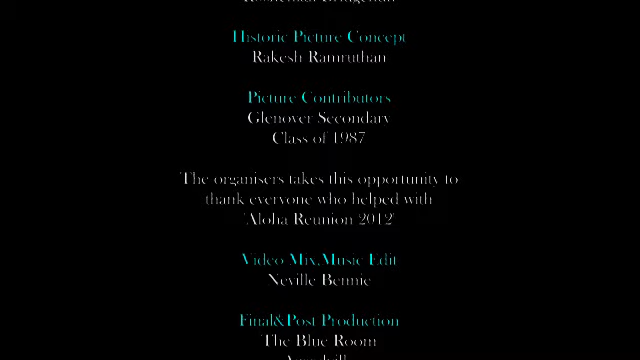 Historic Picture Concept
Rakesh Ramruthan
Picture Contributors
Glenover Secondary
Class of 1987
The organisers takes this opportunity to
thank everyone who helped with
'Aloha Reunion 2012'
Video Mix,Music Edit
Neville Bennie
Final&Post Production
The Blue Room